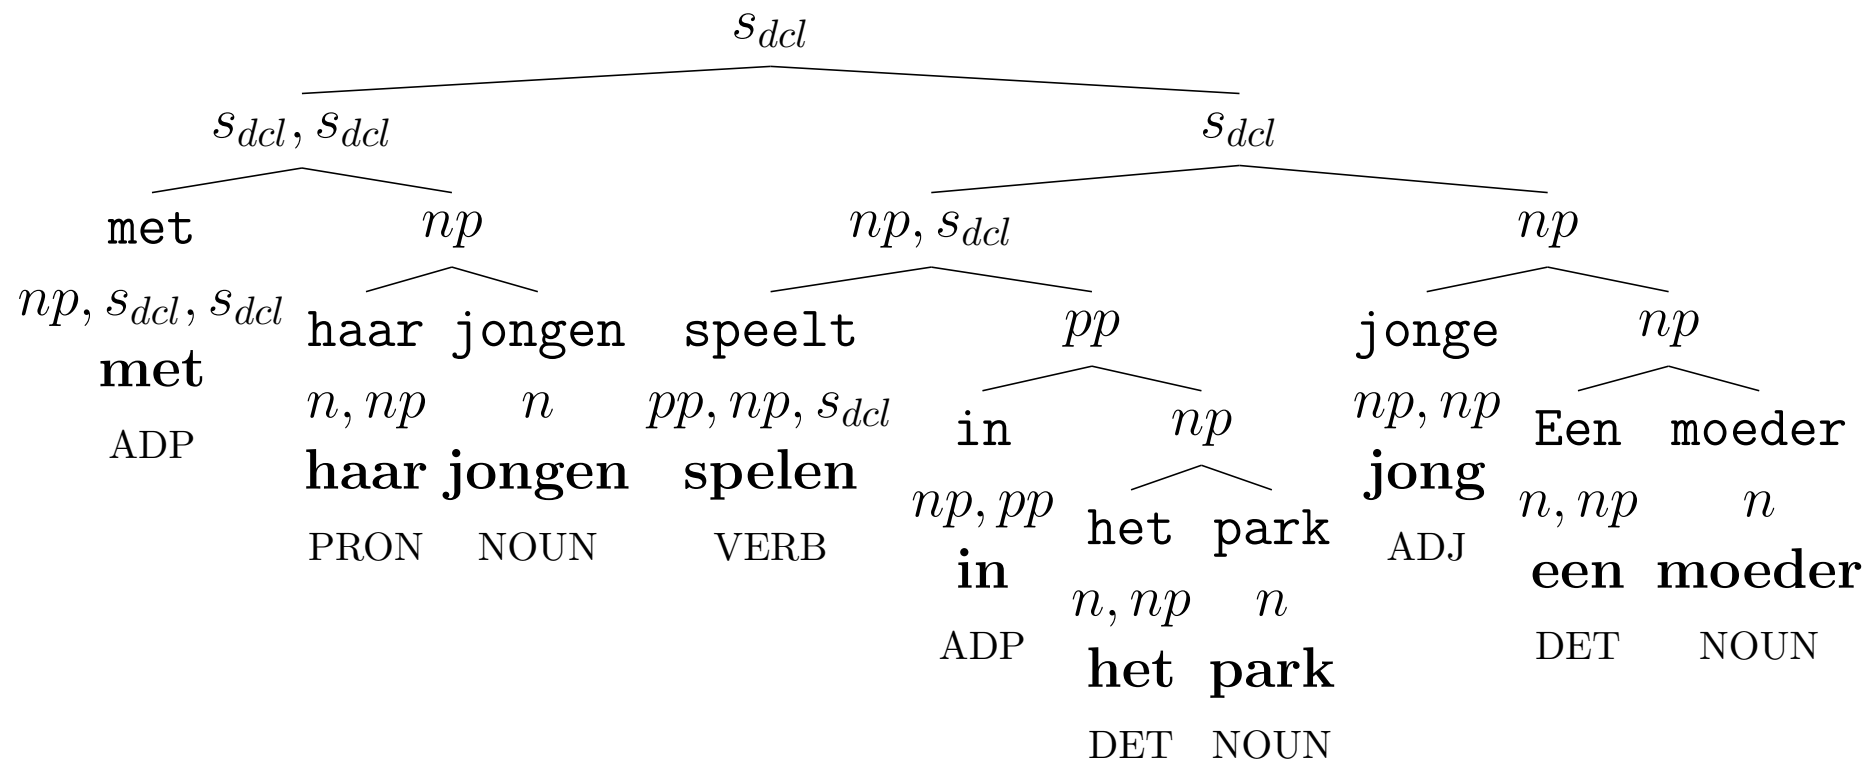 s_dcl
s_dcl, s_dcl s_dcl
met np np, s_dcl np
np, s_dcl, s_dcl haar jongen speelt pp jonge np
met n, np n pp, np, s_dcl in np np, np Een moeder
ADP haar jongen spelen np, pp het park jong n, np n
PRON NOUN VERB in n, np n ADJ een moeder
ADP het park DET NOUN
DET NOUN